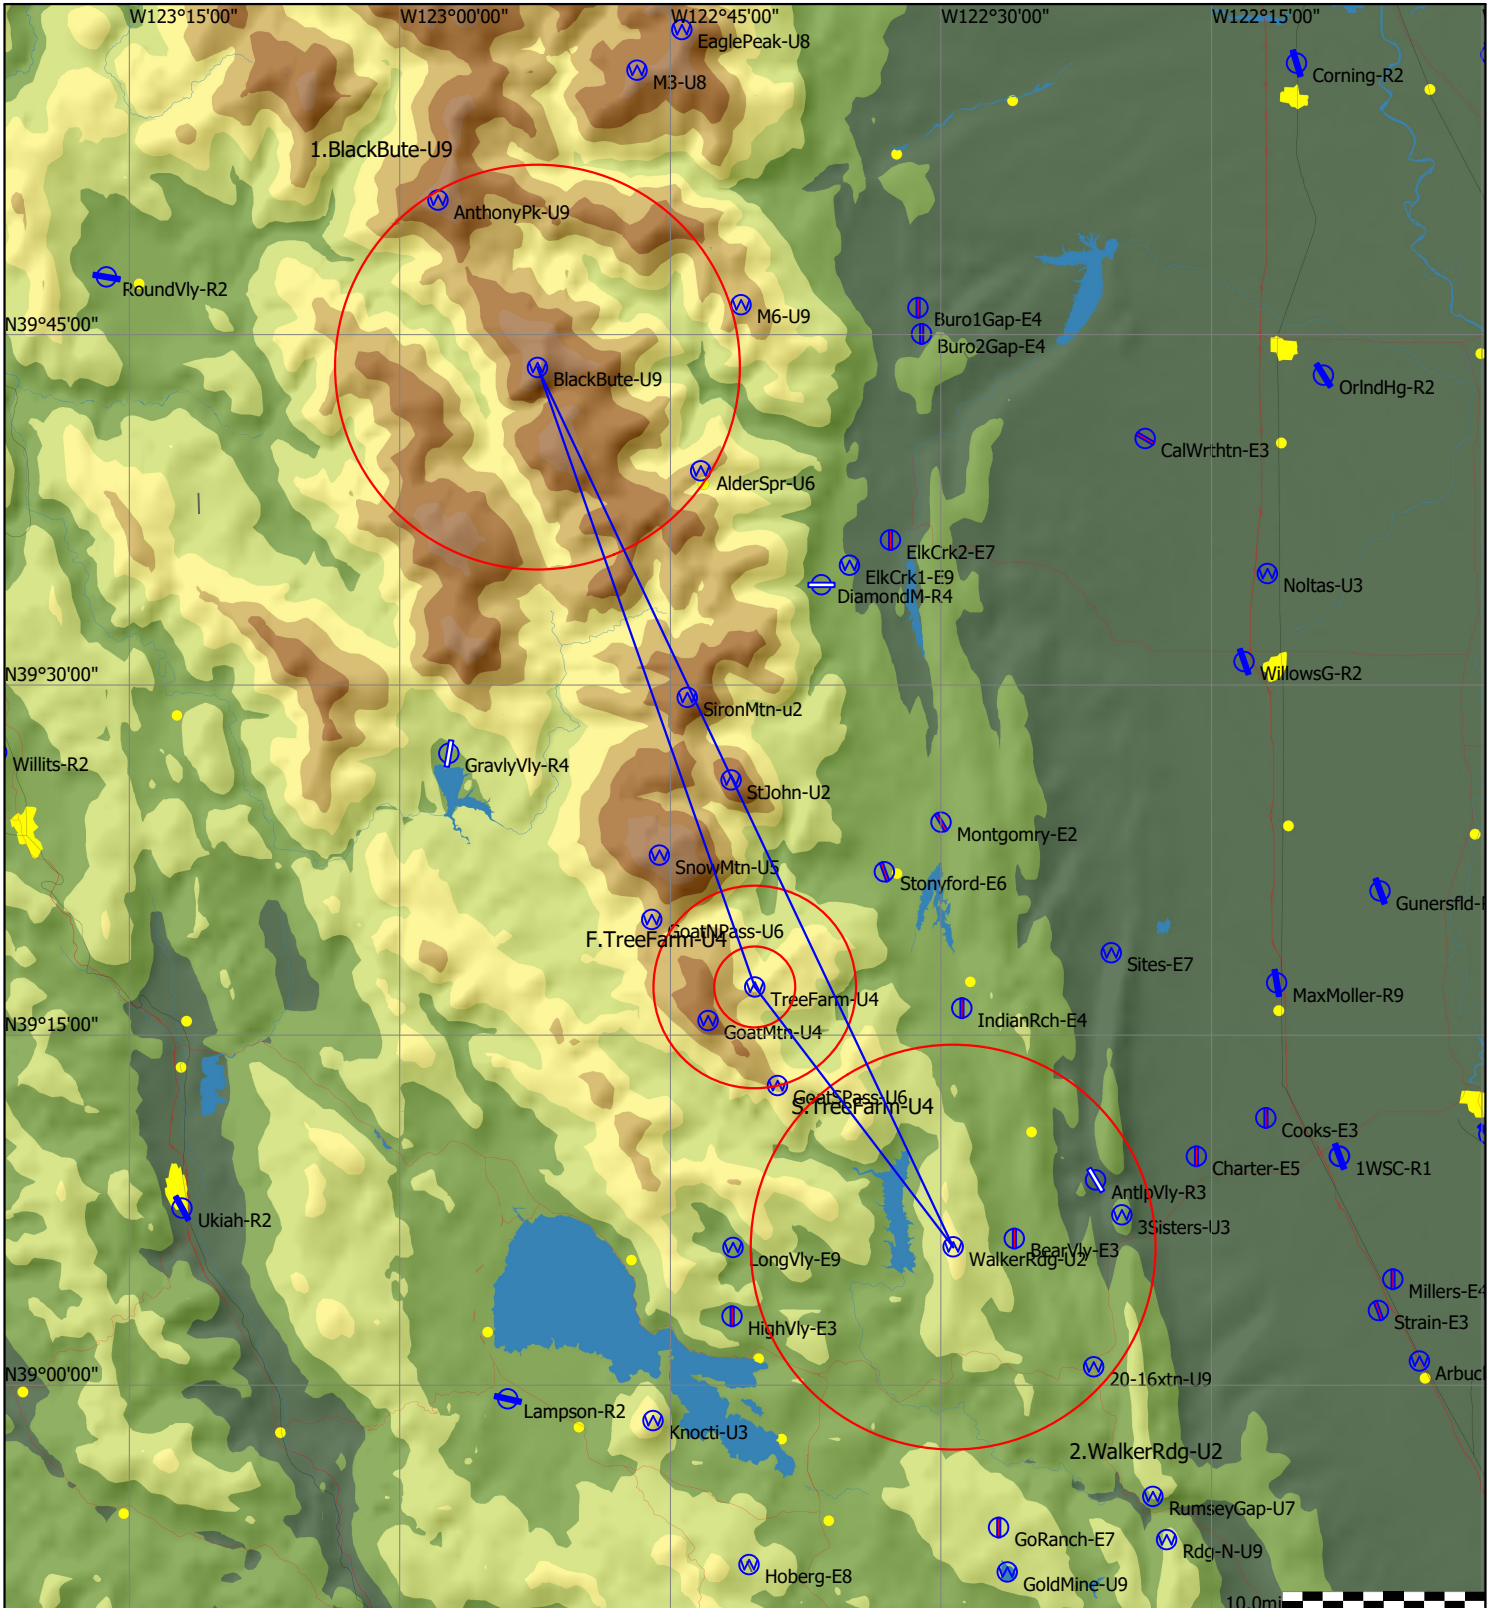 W123°15'00" W123°00'00" W122°45'00" W122°30'00" W122°15'00"
EaglePeak-U8
M3-U8
Corning-R2
1.BlackBute-U9
AnthonyPk-U9
RoundVly-R2
M6-U9
Buro1Gap-E4
N39°45'00"
Buro2Gap-E4
BlackBute-U9
OrlndHg-R2
CalWrthtn-E3
AlderSpr-U6
ElkCrk2-E7
ElkCrk1-E9
DiamondM-R4
Noltas-U3
WillowsG-R2
N39°30'00"
SironMtn-u2
Willits-R2
GravlyVly-R4
StJohn-U2
Montgomry-E2
SnowMtn-U5
Stonyford-E6
Gunersfld-
GoatNPass-U6
F.TreeFarm-U4
Sites-E7
TreeFarm-U4
MaxMoller-R9
IndianRch-E4
N39°15'00"
GoatMtn-U4
GoatSPass-U6
S.TreeFarm-U4
Cooks-E3
Charter-E5
1WSC-R1
AntlpVly-R3
Ukiah-R2
3Sisters-U3
BearVly-E3
LongVly-E9
WalkerRdg-U2
Millers-E4
HighVly-E3
Strain-E3
N39°00'00"
20-16xtn-U9
Arbuc
Lampson-R2
Knocti-U3
2.WalkerRdg-U2
RumseyGap-U7
GoRanch-E7
Rdg-N-U9
Hoberg-E8
GoldMine-U9
10.0mi